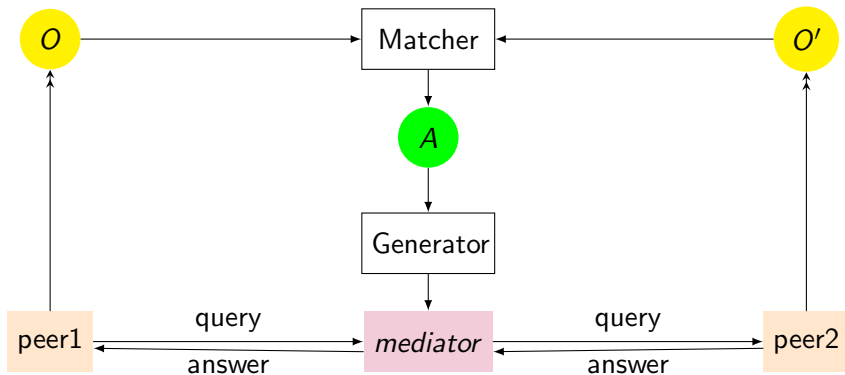 O
Matcher
O′
A
Generator
query
query
peer1
mediator
peer2
answer
answer